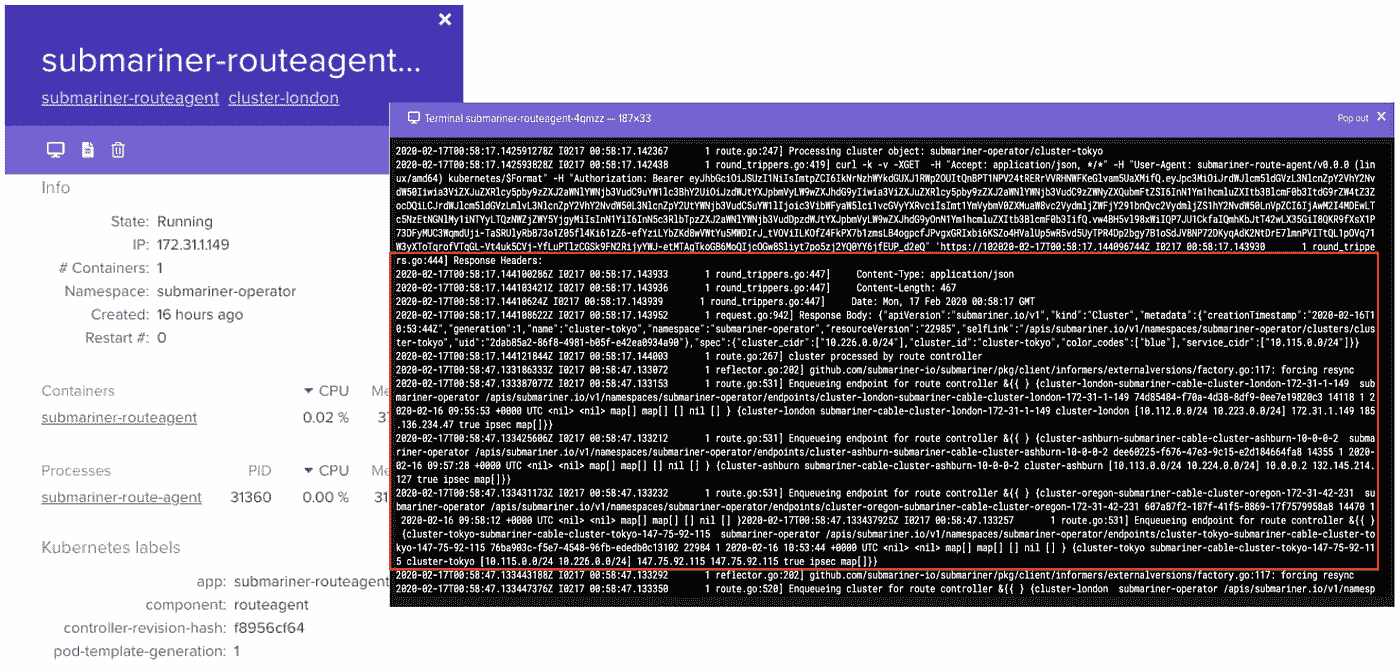 submariner-routeagent...
submariner-routeagent cluster-london
Info
State: Running
IP: 172.31.1.149
# Containers: 1
Namespace: submariner-operator
Created: 16 hours ago
Restart #: 0
Containers CPU Me
submariner-routeagent 0.02 % 37
Processes PID CPU Me
submariner-route-agent 31360 0.00 % 31
Kubernetes labels
app: submariner-routeagent
component: routeagent
controller-revision-hash: f8956cf64
pod-template-generation: 1
Terminal submariner-routeagent-4qmzz — 187×33 Pop out
2020-02-17T00:58:17.142591278Z I0217 00:58:17.142367 1 route.go:247] Processing cluster object: submariner-operator/cluster-tokyo
2020-02-17T00:58:17.142593828Z I0217 00:58:17.142438 1 round_trippers.go:419] curl -k -v -XGET -H "Accept: application/json, */*" -H "User-Agent: submariner-route-agent/v0.0.0 (lin
ux/amd64) kubernetes/$Format" -H "Authorization: Bearer
1 round_trippe
rs.go:444] Response Headers:
2020-02-17T00:58:17.144100286Z I0217 00:58:17.143933 1 round_trippers.go:447] Content-Type: application/json
2020-02-17T00:58:17.144103421Z I0217 00:58:17.143936 1 round_trippers.go:447] Content-Length: 467
2020-02-17T00:58:17.14410624Z I0217 00:58:17.143939 1 round_trippers.go:447] Date: Mon, 17 Feb 2020 00:58:17 GMT
2020-02-17T00:58:17.144108622Z I0217 00:58:17.143952 1 request.go:942] Response Body: {"apiVersion":"submariner.io/v1","kind":"Cluster","metadata":{"creationTimestamp":"2020-02-16T1
0:53:44Z","generation":1,"name":"cluster-tokyo","namespace":"submariner-operator","resourceVersion":"22985","selfLink":"/apis/submariner.io/v1/namespaces/submariner-operator/clusters/clus
ter-tokyo","uid":"2dab85a2-86f8-4981-b05f-e42ea0934a90"},"spec":{"cluster_cidr":["10.226.0.0/24"],"cluster_id":"cluster-tokyo","color_codes":["blue"],"service_cidr":["10.115.0.0/24"]}}
2020-02-17T00:58:17.144121844Z I0217 00:58:17.144003 1 route.go:267] cluster processed by route controller
2020-02-17T00:58:47.133186333Z I0217 00:58:47.133072 1 reflector.go:202] github.com/submariner-io/submariner/pkg/client/informers/externalversions/factory.go:117: forcing resync
2020-02-17T00:58:47.133387077Z I0217 00:58:47.133153 1 route.go:531] Enqueueing endpoint for route controller &{{ } {cluster-london-submariner-cable-cluster-london-172-31-1-149 sub
mariner-operator /apis/submariner.io/v1/namespaces/submariner-operator/endpoints/cluster-london-submariner-cable-cluster-london-172-31-1-149 74d85484-f70a-4d38-8df9-0ee7e19820c3 14118 1 2
020-02-16 09:55:53 +0000 UTC <nil> <nil> map[] map[] [] nil [] } {cluster-london submariner-cable-cluster-london-172-31-1-149 cluster-london [10.112.0.0/24 10.223.0.0/24] 172.31.1.149 185
.136.234.47 true ipsec map[]}}
2020-02-17T00:58:47.133425606Z I0217 00:58:47.133212 1 route.go:531] Enqueueing endpoint for route controller &{{ } {cluster-ashburn-submariner-cable-cluster-ashburn-10-0-0-2 subma
riner-operator /apis/submariner.io/v1/namespaces/submariner-operator/endpoints/cluster-ashburn-submariner-cable-cluster-ashburn-10-0-0-2 dee60225-f676-47e3-9c15-e2d184664fa8 14355 1 2020-
02-16 09:57:28 +0000 UTC <nil> <nil> map[] map[] [] nil [] } {cluster-ashburn submariner-cable-cluster-ashburn-10-0-0-2 cluster-ashburn [10.113.0.0/24 10.224.0.0/24] 10.0.0.2 132.145.214.
127 true ipsec map[]}}
2020-02-17T00:58:47.133431173Z I0217 00:58:47.133232 1 route.go:531] Enqueueing endpoint for route controller &{{ } {cluster-oregon-submariner-cable-cluster-oregon-172-31-42-231 su
bmariner-operator /apis/submariner.io/v1/namespaces/submariner-operator/endpoints/cluster-oregon-submariner-cable-cluster-oregon-172-31-42-231 607a87f2-187f-41f5-8869-17f7579958a8 14470 1
2020-02-16 09:58:12 +0000 UTC <nil> <nil> map[] map[] [] nil [] }2020-02-17T00:58:47.133437925Z I0217 00:58:47.133257 1 route.go:531] Enqueueing endpoint for route controller &{{ }
{cluster-tokyo-submariner-cable-cluster-tokyo-147-75-92-115 submariner-operator /apis/submariner.io/v1/namespaces/submariner-operator/endpoints/cluster-tokyo-submariner-cable-cluster-to
kyo-147-75-92-115 76ba903c-f5e7-4548-96fb-ededb0c13102 22984 1 2020-02-16 10:53:44 +0000 UTC <nil> <nil> map[] map[] [] nil [] } {cluster-tokyo submariner-cable-cluster-tokyo-147-75-92-11
5 cluster-tokyo [10.115.0.0/24 10.226.0.0/24] 147.75.92.115 147.75.92.115 true ipsec map[]}}
2020-02-17T00:58:47.133443188Z I0217 00:58:47.133292 1 reflector.go:202] github.com/submariner-io/submariner/pkg/client/informers/externalversions/factory.go:117: forcing resync
2020-02-17T00:58:47.133447376Z I0217 00:58:47.133350 1 route.go:520] Enqueueing cluster for route controller &{{ } {cluster-london submariner-operator /apis/submariner.io/v1/namesp